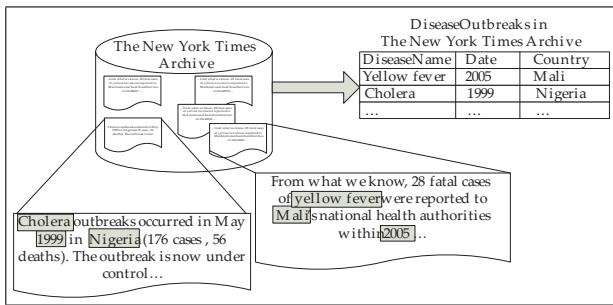 DiseaseOutbreaks in
The New York Times Archive
The New York Times
Archive
DiseaseName Date Country
Yellow fever 2005 Mali
Cholera 1999 Nigeria
... ... ...
From what we know, 28 fatal cases
of yellow fever were reported to
Mali's national health authorities
within 2005 ...
Cholera outbreaks occurred in May
1999 in Nigeria (176 cases , 56
deaths). The outbreak is now under
control...